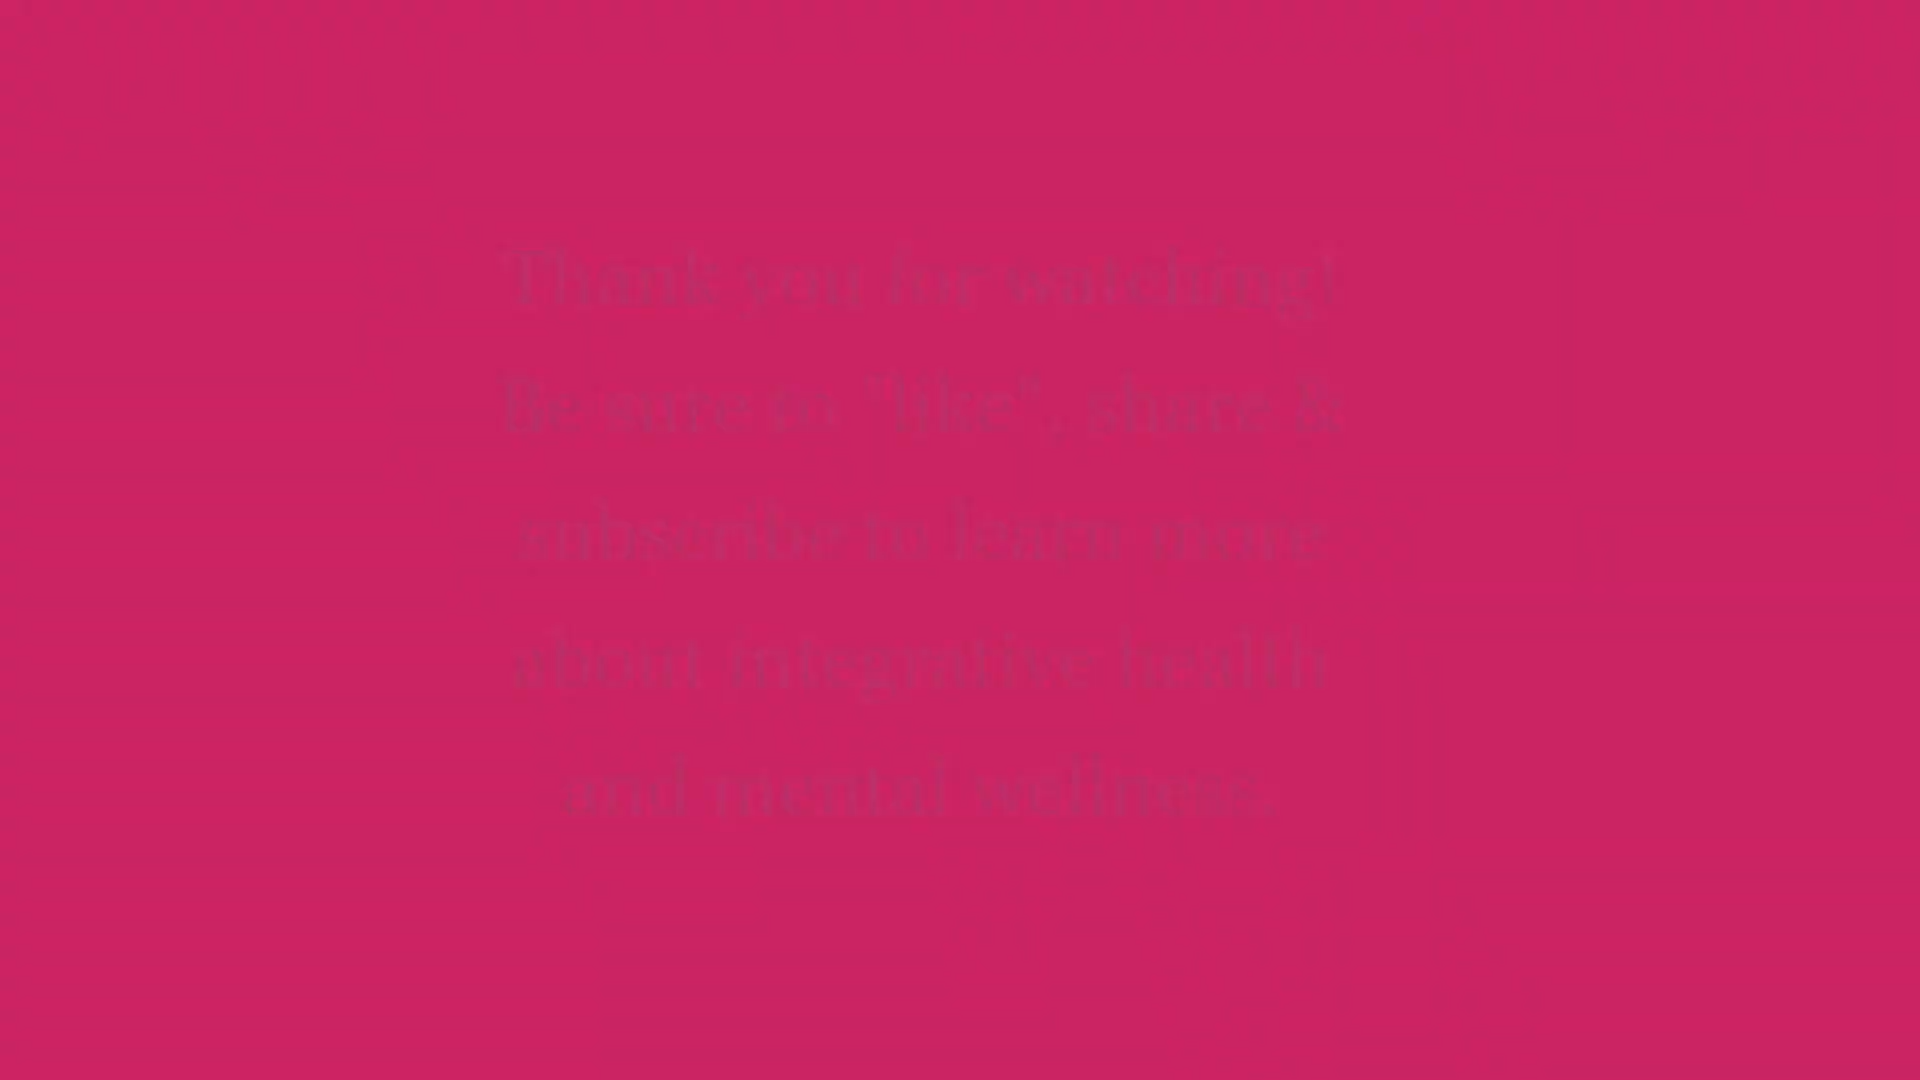 Thank you for watching!
Be sure to "like", share &
subscribe to learn more
about integrative health
and mental wellness.